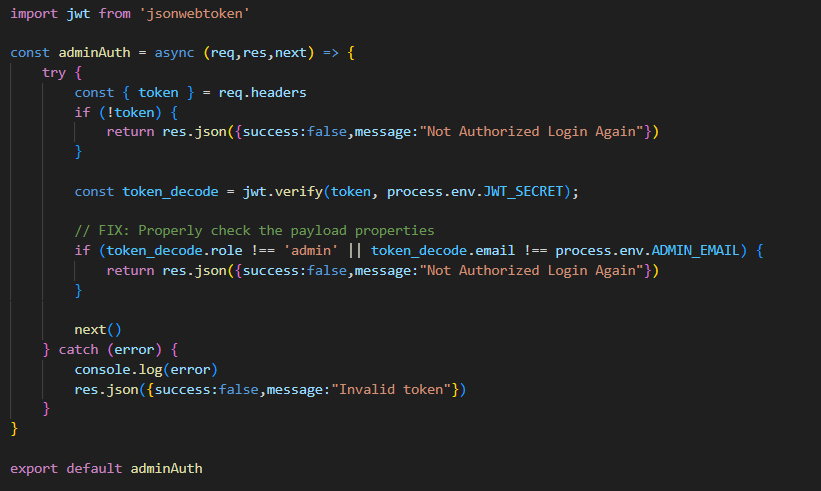 import jwt from 'jsonwebtoken'

const adminAuth = async (req,res,next) => {
    try {
        const { token } = req.headers
        if (!token) {
            return res.json({success:false,message:"Not Authorized Login Again"})
        }

        const token_decode = jwt.verify(token, process.env.JWT_SECRET);

        // FIX: Properly check the payload properties
        if (token_decode.role !== 'admin' || token_decode.email !== process.env.ADMIN_EMAIL) {
            return res.json({success:false,message:"Not Authorized Login Again"})
        }

        next()
    } catch (error) {
        console.log(error)
        res.json({success:false,message:"Invalid token"})
    }
}

export default adminAuth